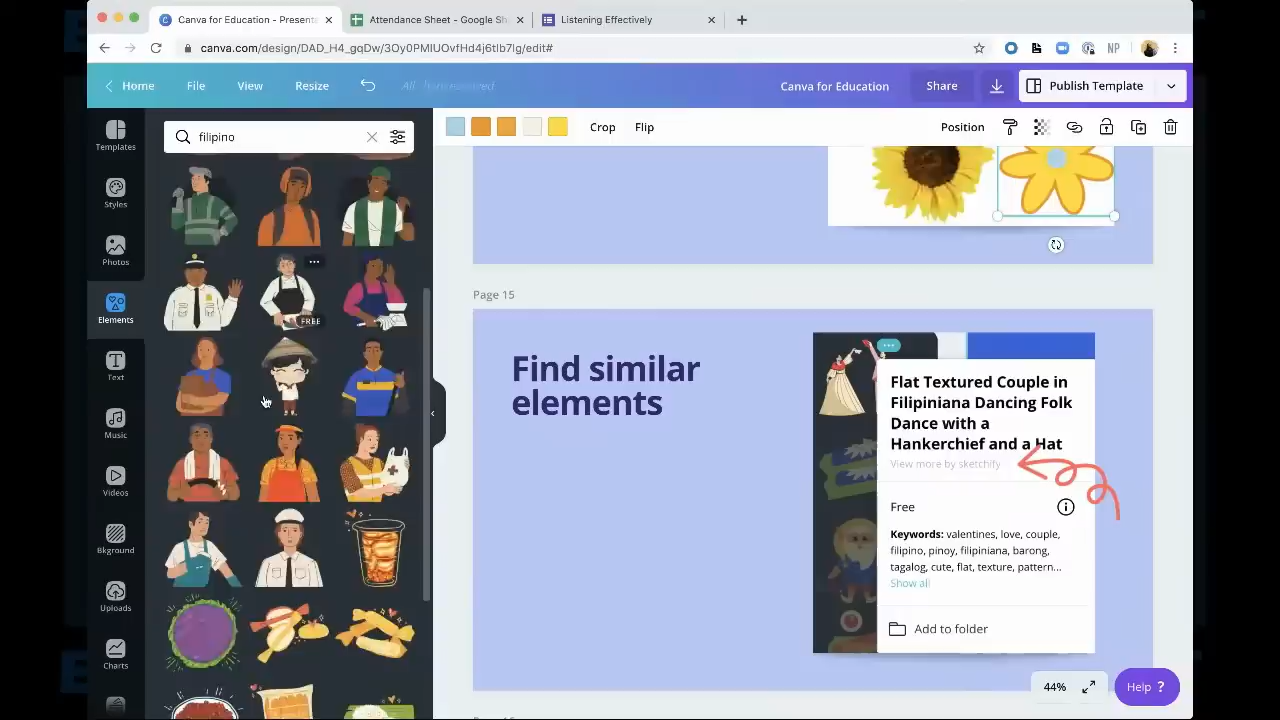 Canva for Education - Present
Attendance Sheet - Google Sh
Listening Effectively
canva.com/design/DAD_H4_gqDw/3Oy0PMlUOvfHd4j6tlb7lg/edit#
NP
Home
File
View
Resize
Canva for Education
Share
Publish Template
Templates
Styles
Photos
Elements
Text
Music
Videos
Bkground
Uploads
Charts
filipino
FREE
Crop
Flip
Position
Page 15
Find similar
elements
Flat Textured Couple in
Filipiniana Dancing Folk
Dance with a
Hankerchief and a Hat
View more by sketchify
Free
Keywords: valentines, love, couple,
filipino, pinoy, filipiniana, barong,
tagalog, cute, flat, texture, pattern...
Show all
Add to folder
44%
Help ?